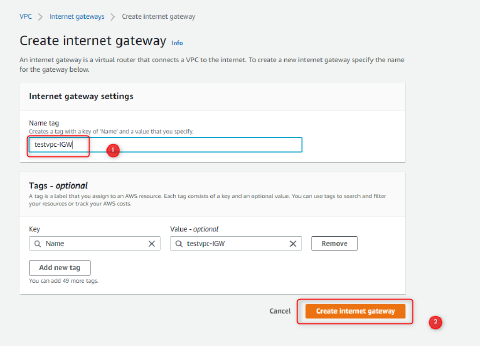 VPC > Internet gateways > Create internet gateway
Create internet gateway Info
An internet gateway is a virtual router that connects a VPC to the internet. To create a new internet gateway specify the name
for the gateway below.
Internet gateway settings
Name tag
Creates a tag with a key of 'Name' and a value that you specify.
testvpc-IGW
1
Tags - optional
A tag is a label that you assign to an AWS resource. Each tag consists of a key and an optional value. You can use tags to search and filter
your resources or track your AWS costs.
Key
Value - optional
Name
testvpc-IGW
Remove
Add new tag
You can add 49 more tags.
Cancel
Create internet gateway